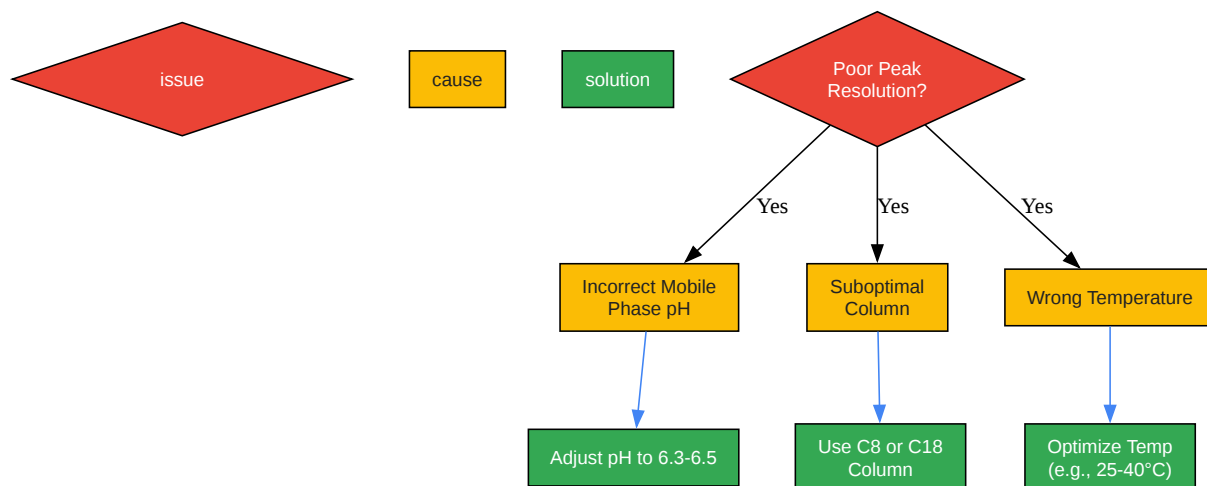 issue
cause
solution
Poor Peak
Resolution?
Yes
Yes
Yes
Incorrect Mobile
Phase pH
Suboptimal
Column
Wrong Temperature
Adjust pH to 6.3-6.5
Use C8 or C18
Column
Optimize Temp
(e.g., 25-40°C)